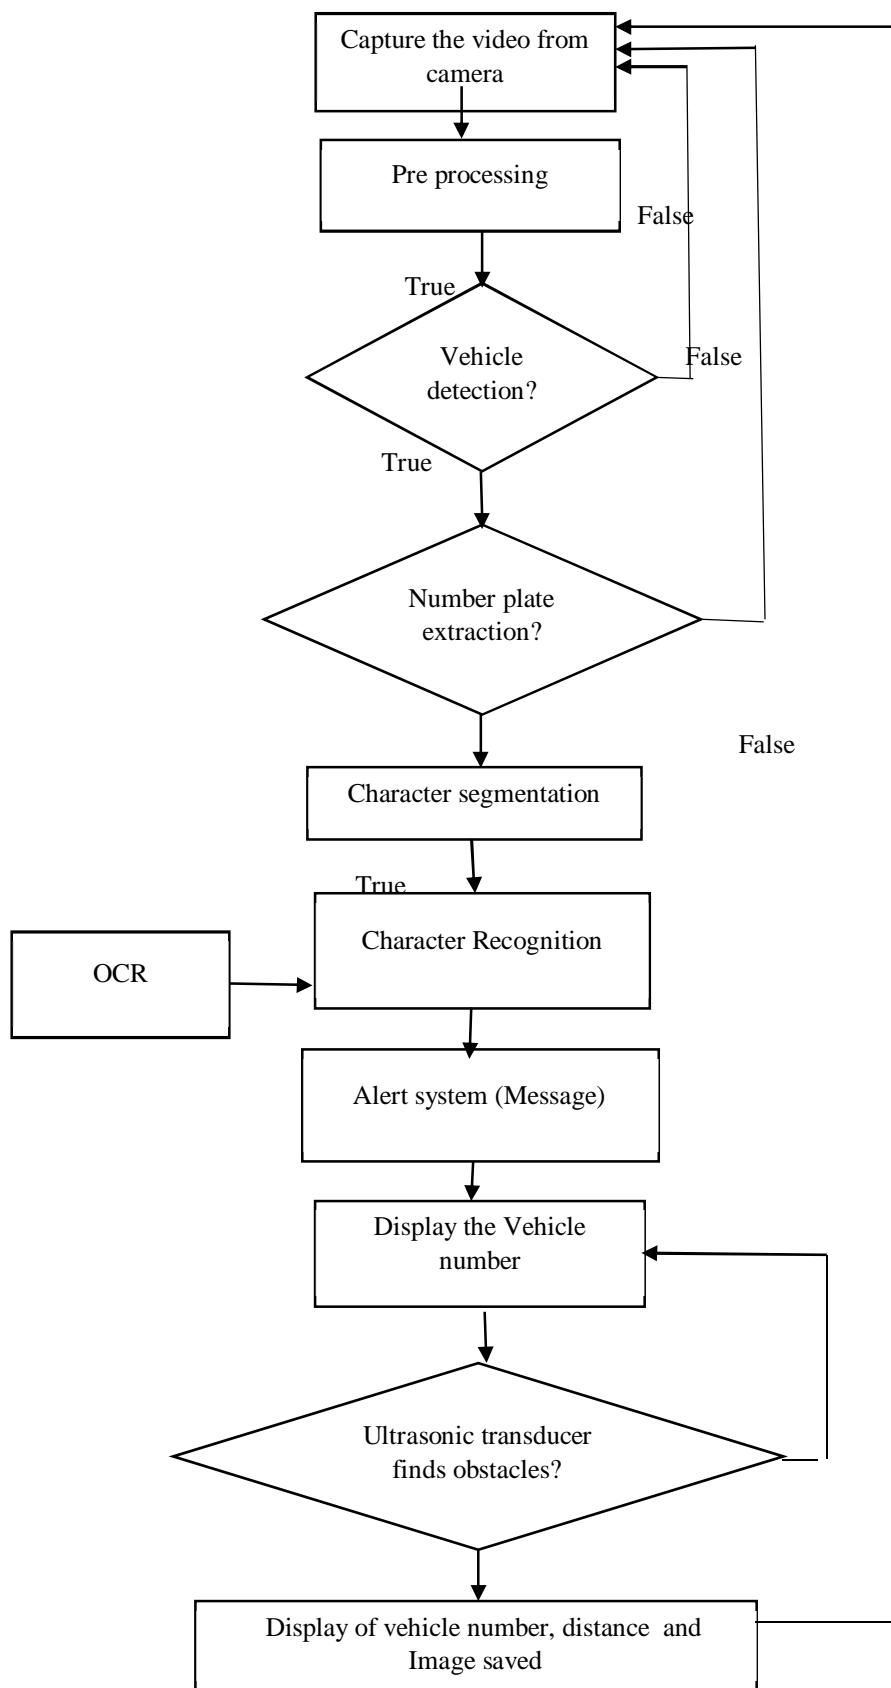 Capture the video from
camera
Pre processing
False
True
Vehicle
detection?
False
True
Number plate
extraction?
False
Character segmentation
True
Character Recognition
OCR
Alert system (Message)
Display the Vehicle
number
Ultrasonic transducer
finds obstacles?
Display of vehicle number, distance and
Image saved